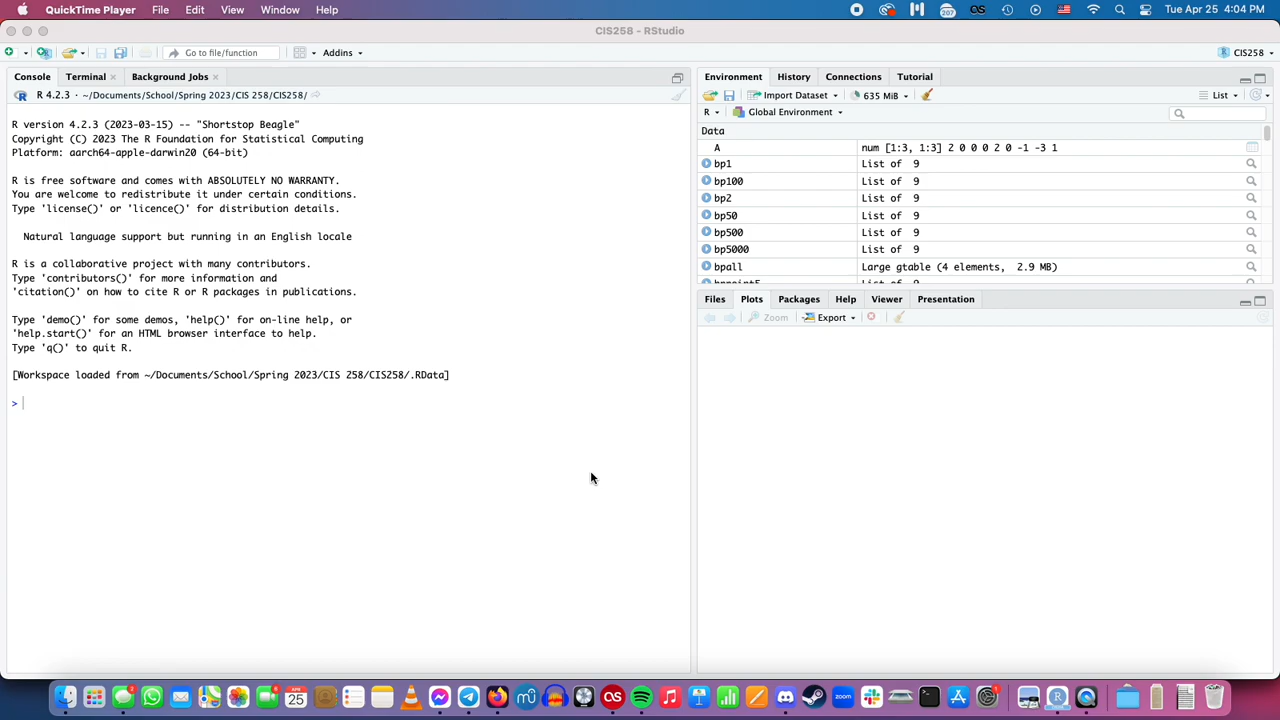 QuickTime Player File Edit View Window Help
207
Tue Apr 25 4:04 PM
CIS258 - RStudio
Go to file/function
Addins
CIS258
Console Terminal Background Jobs
R 4.2.3 · ~/Documents/School/Spring 2023/CIS 258/CIS258/
R version 4.2.3 (2023-03-15) -- "Shortstop Beagle"
Copyright (C) 2023 The R Foundation for Statistical Computing
Platform: aarch64-apple-darwin20 (64-bit)
R is free software and comes with ABSOLUTELY NO WARRANTY.
You are welcome to redistribute it under certain conditions.
Type 'license()' or 'licence()' for distribution details.
Natural language support but running in an English locale
R is a collaborative project with many contributors.
Type 'contributors()' for more information and
'citation()' on how to cite R or R packages in publications.
Type 'demo()' for some demos, 'help()' for on-line help, or
'help.start()' for an HTML browser interface to help.
Type 'q()' to quit R.
[Workspace loaded from ~/Documents/School/Spring 2023/CIS 258/CIS258/.RData]
>
Environment History Connections Tutorial
Import Dataset 635 MiB List
R Global Environment
Data
A num [1:3, 1:3] 2 0 0 0 2 0 -1 -3 1
bp1 List of 9
bp100 List of 9
bp2 List of 9
bp50 List of 9
bp500 List of 9
bp5000 List of 9
bpall Large gtable (4 elements, 2.9 MB)
Files Plots Packages Help Viewer Presentation
Zoom Export
APR
25
zoom